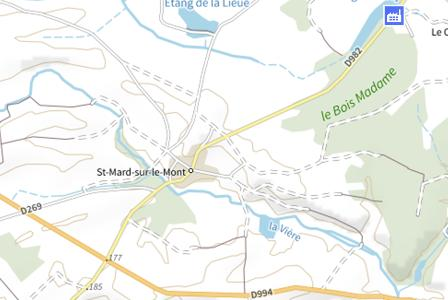 Etang de la Lieue
Le C
D982
le Bois Madame
St-Mard-sur-le-Mont
D269
la Vière
177
185
D994